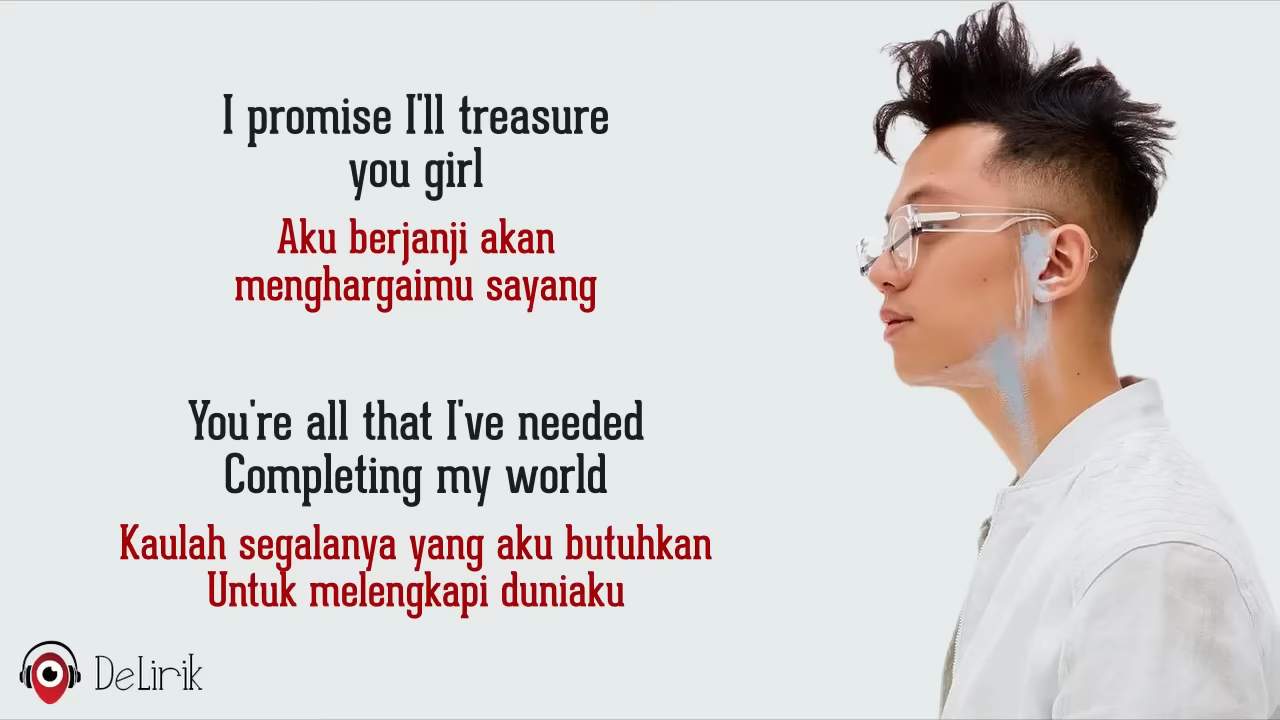 I promise I'll treasure
you girl
Aku berjanji akan
menghargaimu sayang
You're all that I've needed
Completing my world
Kaulah segalanya yang aku butuhkan
Untuk melengkapi duniaku
DeLirik